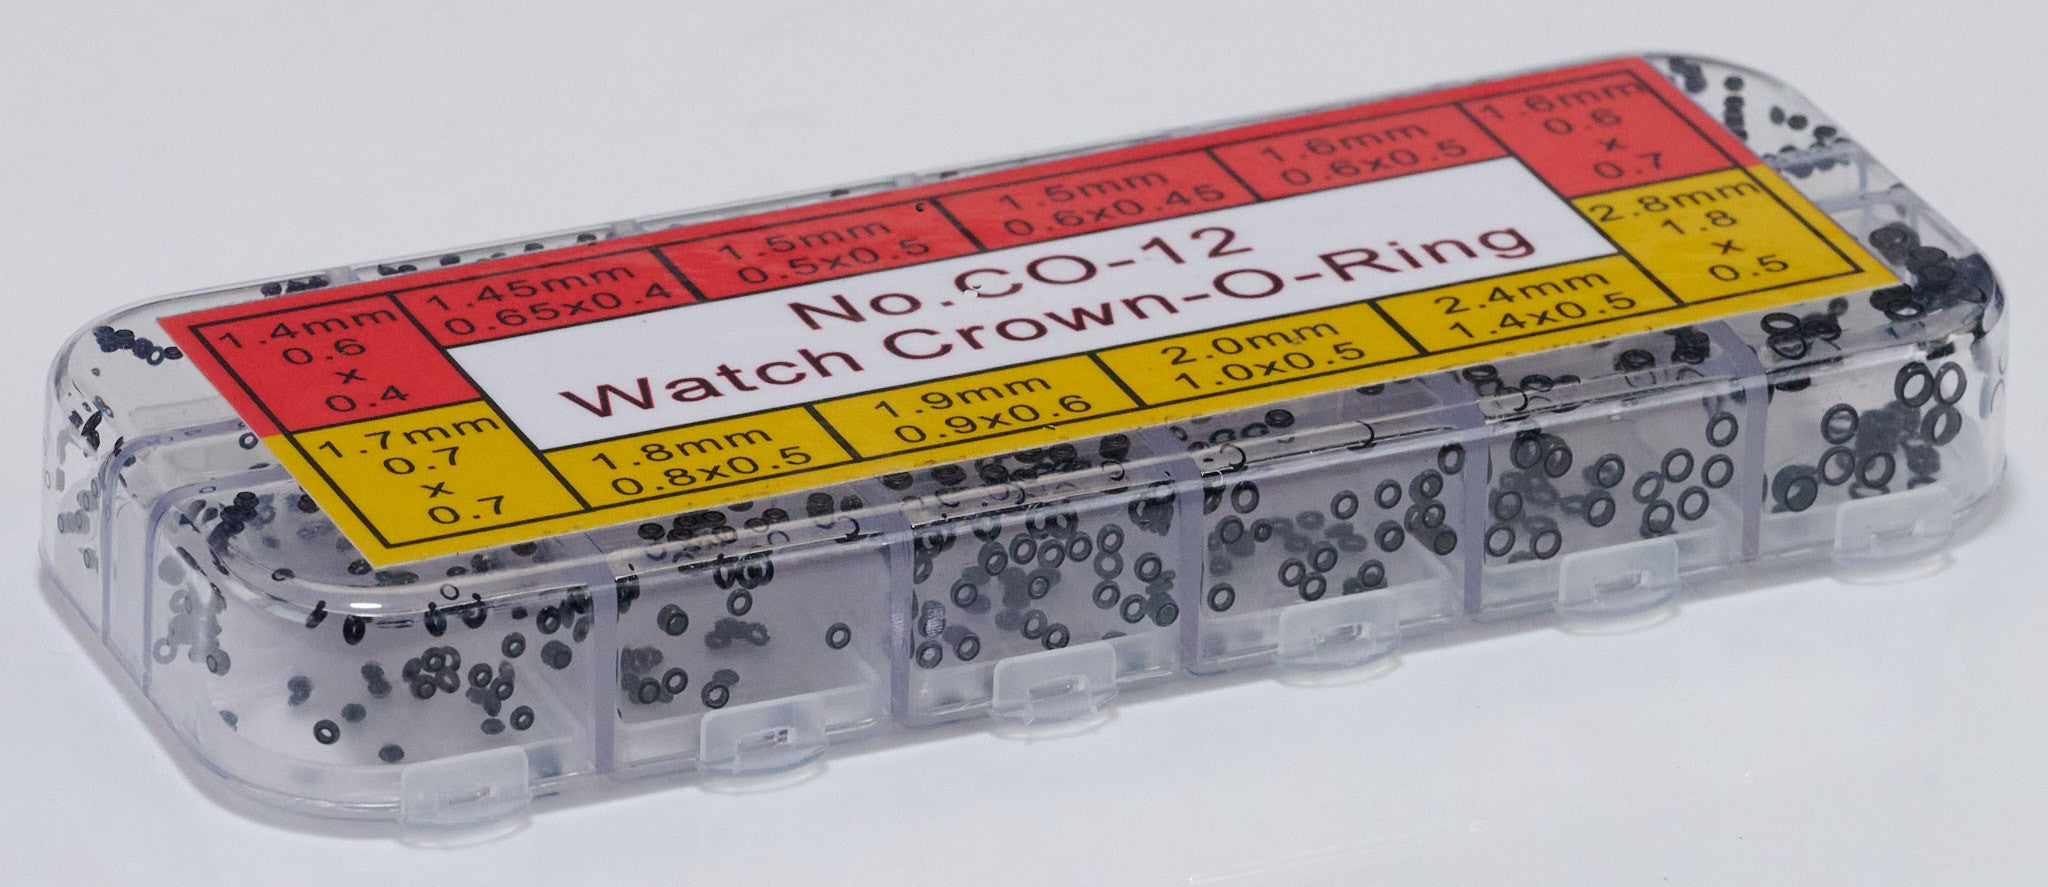 1.4mm
0.6
x
0.4
1.45mm
0.65x0.4
1.5mm
0.5x0.5
1.5mm
0.6x0.45
1.6mm
0.6x0.5
1.6mm
0.6
x
0.7
No.CO-12
Watch Crown-O-Ring
1.7mm
0.7
x
0.7
1.8mm
0.8x0.5
1.9mm
0.9x0.6
2.0mm
1.0x0.5
2.4mm
1.4x0.5
2.8mm
1.8
x
0.5